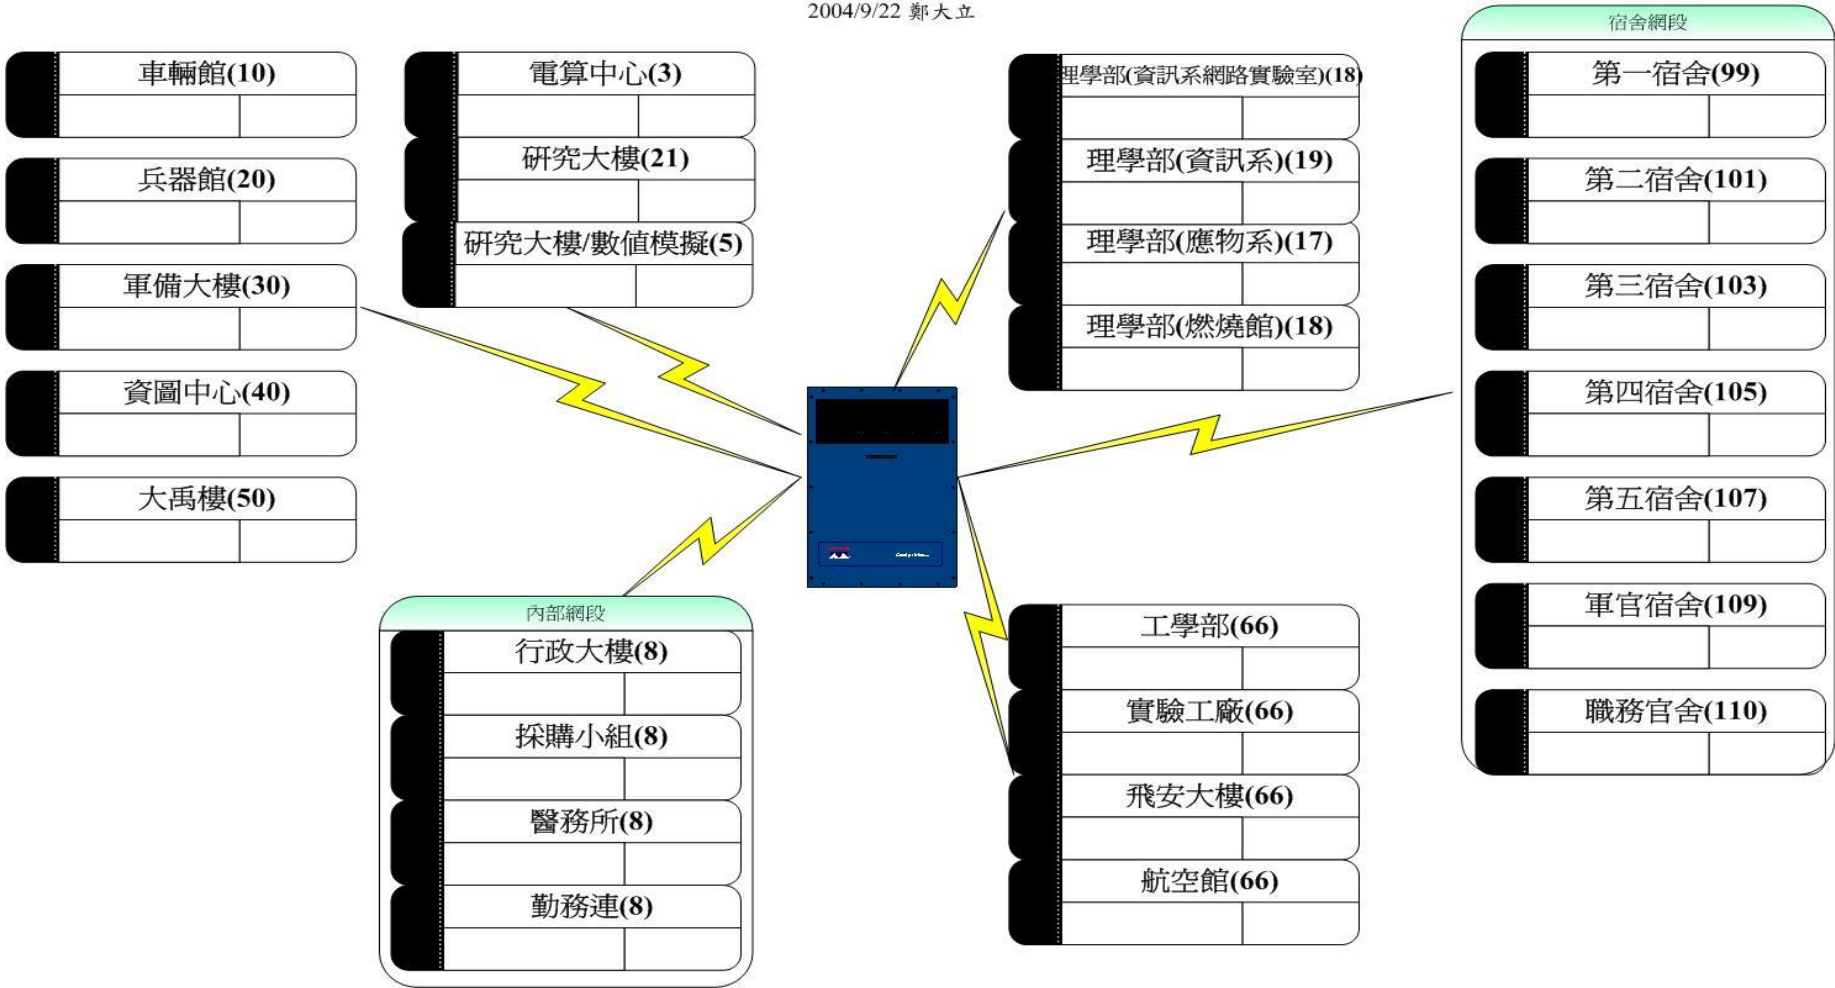 2004/9/22 鄭大立
車輛館(10)
兵器館(20)
軍備大樓(30)
資圖中心(40)
大禹樓(50)
電算中心(3)
研究大樓(21)
研究大樓/數值模擬(5)
理學部(資訊系網路實驗室)(18)
理學部(資訊系)(19)
理學部(應物系)(17)
理學部(燃燒館)(18)
宿舍網段
第一宿舍(99)
第二宿舍(101)
第三宿舍(103)
第四宿舍(105)
第五宿舍(107)
軍官宿舍(109)
職務官舍(110)
內部網段
行政大樓(8)
採購小組(8)
醫務所(8)
勤務連(8)
工學部(66)
實驗工廠(66)
飛安大樓(66)
航空館(66)